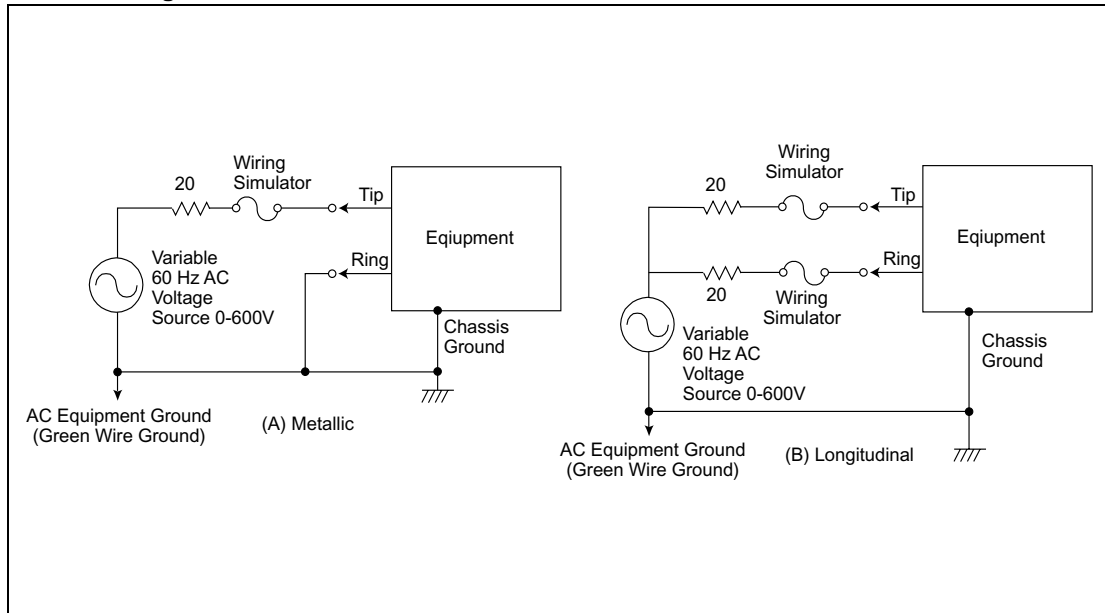 20
Wiring
Simulator
Tip
Ring
Eqiupment
Variable
60 Hz AC
Voltage
Source 0-600V
Chassis
Ground
AC Equipment Ground
(Green Wire Ground)
(A) Metallic
20
Wiring
Simulator
Tip
Ring
20
Wiring
Simulator
Eqiupment
Variable
60 Hz AC
Voltage
Source 0-600V
Chassis
Ground
AC Equipment Ground
(Green Wire Ground)
(B) Longitudinal